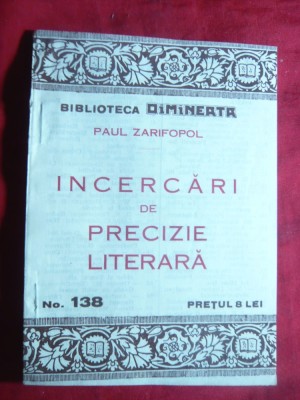 BIBLIOTECA DIMINEAȚA
PAUL ZARIFOPOL
INCERCĂRI
DE
PRECIZIE
LITERARĂ
No. 138 PREȚUL 8 LEI